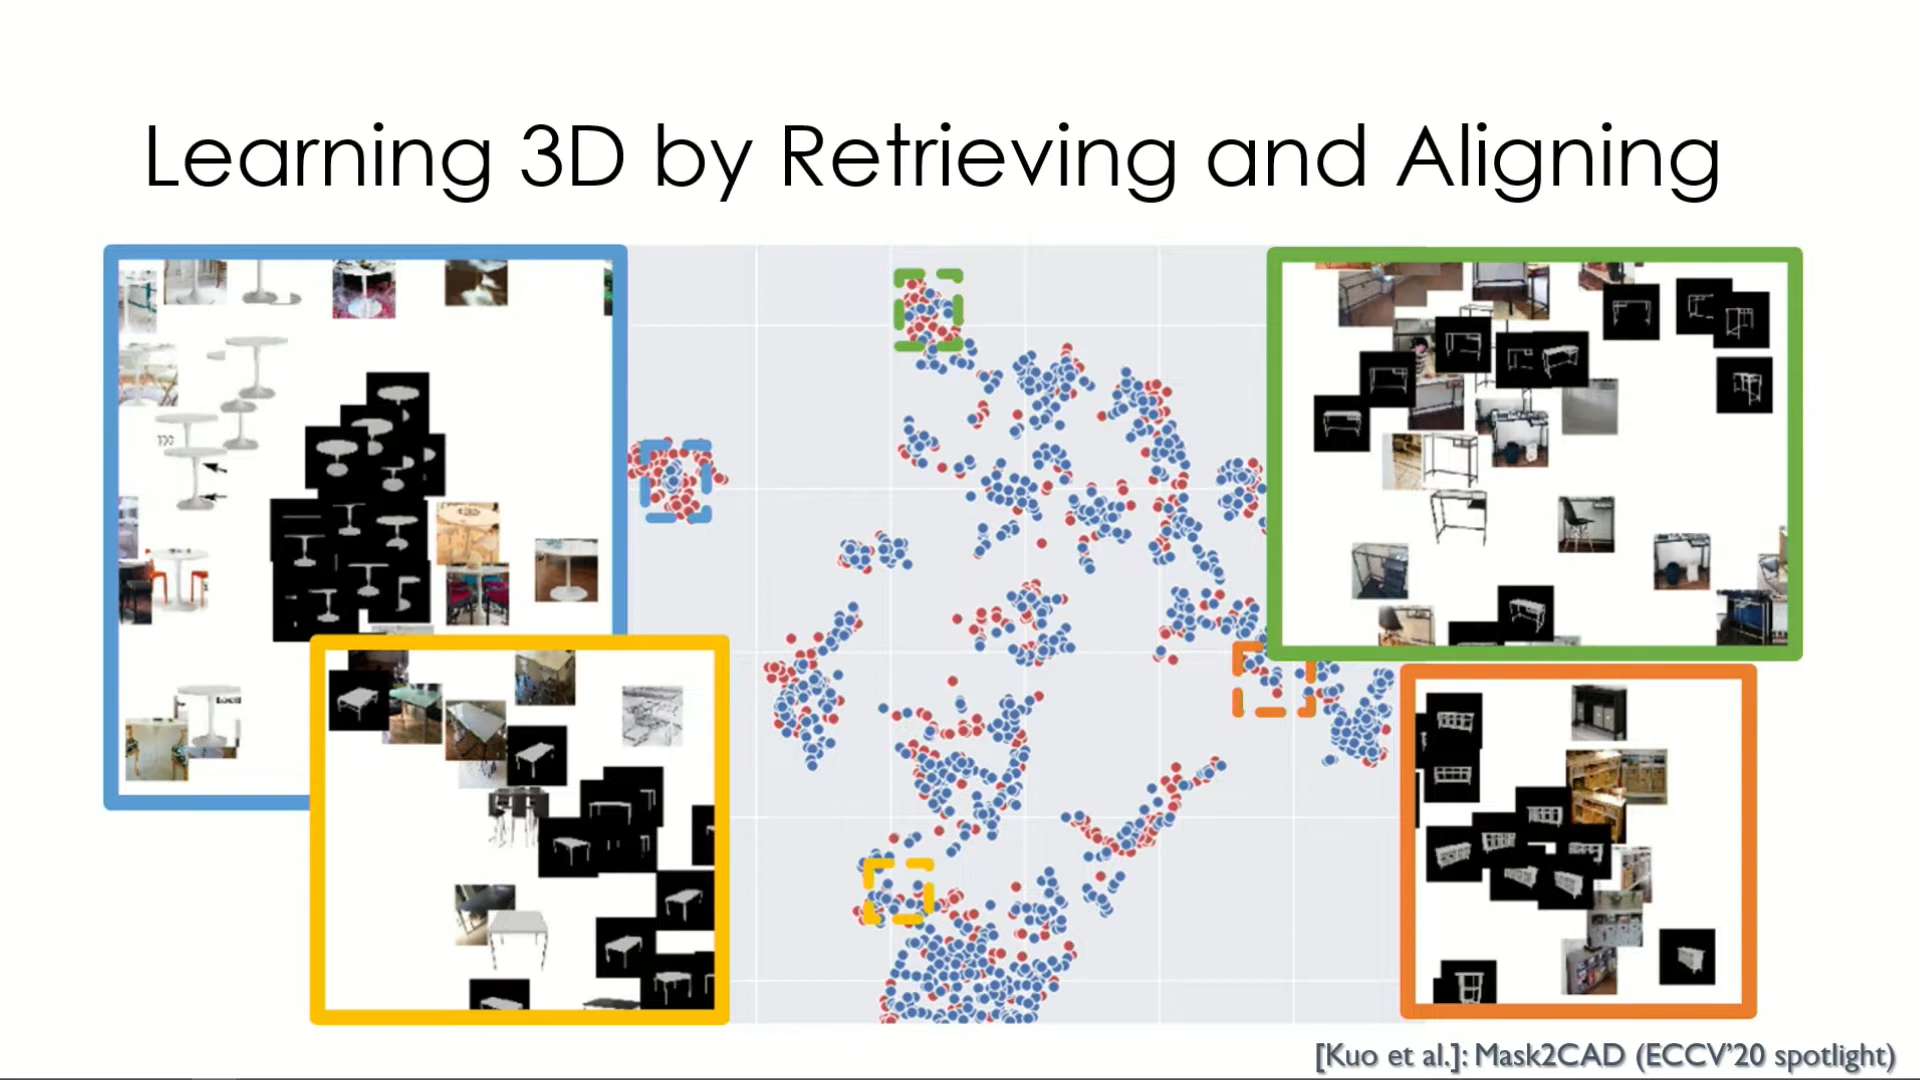 Learning 3D by Retrieving and Aligning
[Kuo et al.]: Mask2CAD (ECCV'20 spotlight)